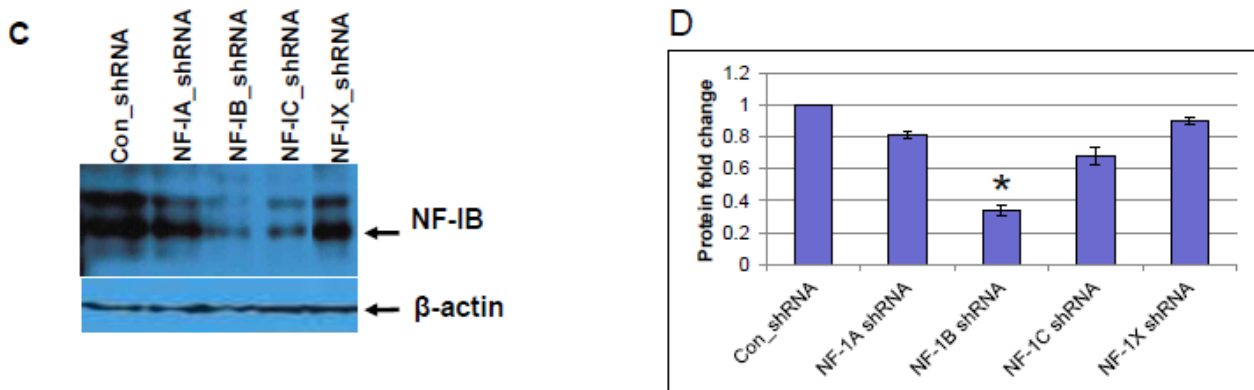 C
Con_shRNA
NF-IA_shRNA
NF-IB_shRNA
NF-IC_shRNA
NF-IX_shRNA
NF-IB
β-actin
D
Protein fold change
1.2
1
0.8
0.6
0.4
0.2
0
*
Con_shRNA
NF-1A shRNA
NF-1B shRNA
NF-1C shRNA
NF-1X shRNA